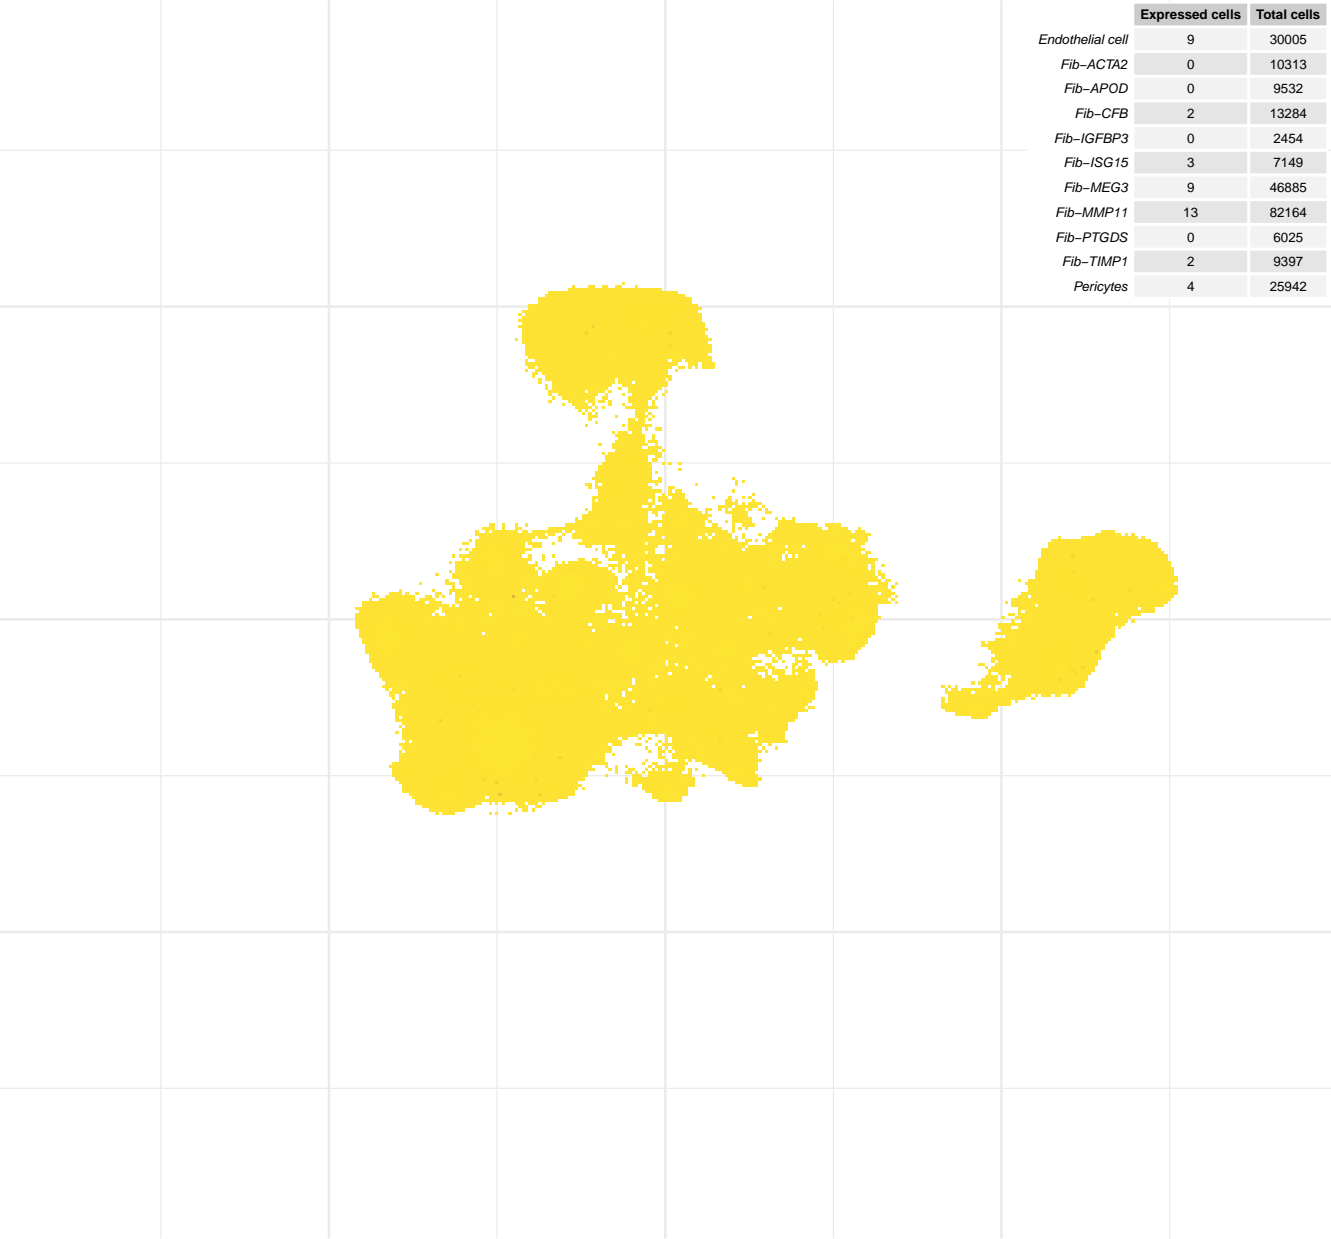 Expressed cells Total cells
Endothelial cell 9 30005
Fib−ACTA2 0 10313
Fib−APOD 0 9532
Fib−CFB 2 13284
Fib−IGFBP3 0 2454
Fib−ISG15 3 7149
Fib−MEG3 9 46885
Fib−MMP11 13 82164
Fib−PTGDS 0 6025
Fib−TIMP1 2 9397
Pericytes 4 25942